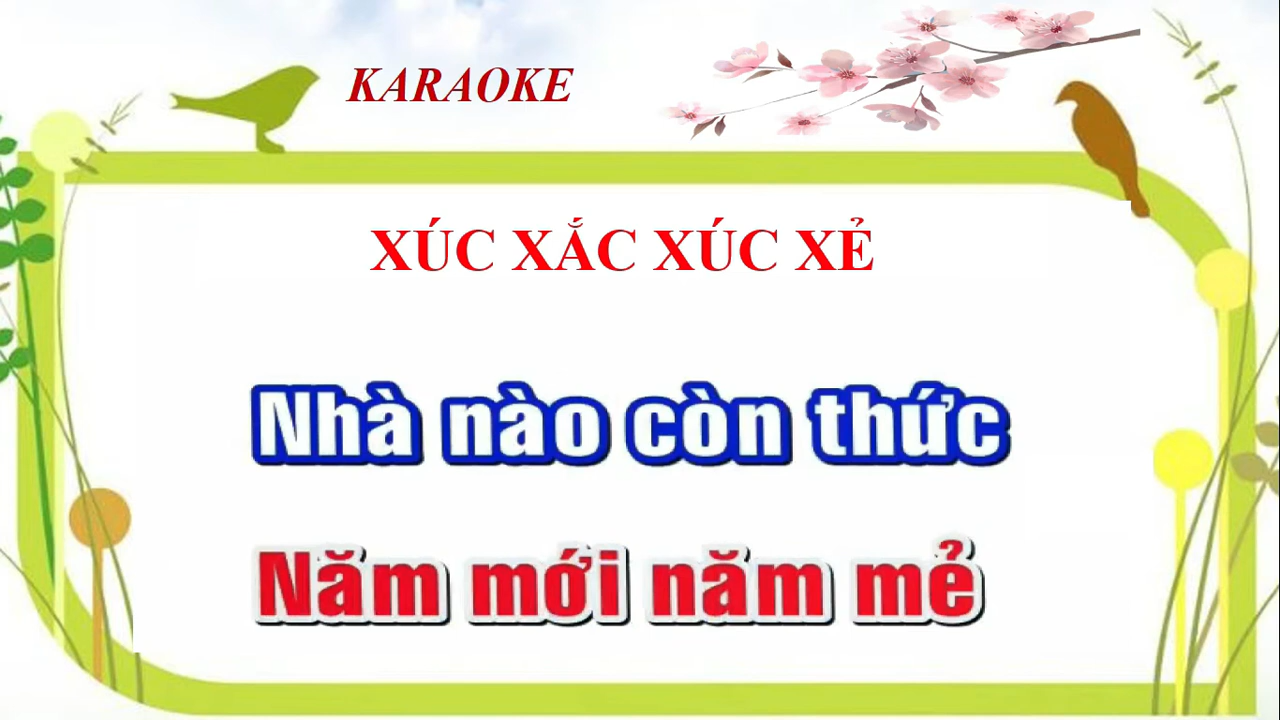 KARAOKE
XÚC XẮC XÚC XẺ
Nhà nào còn thức
Năm mới năm mẻ